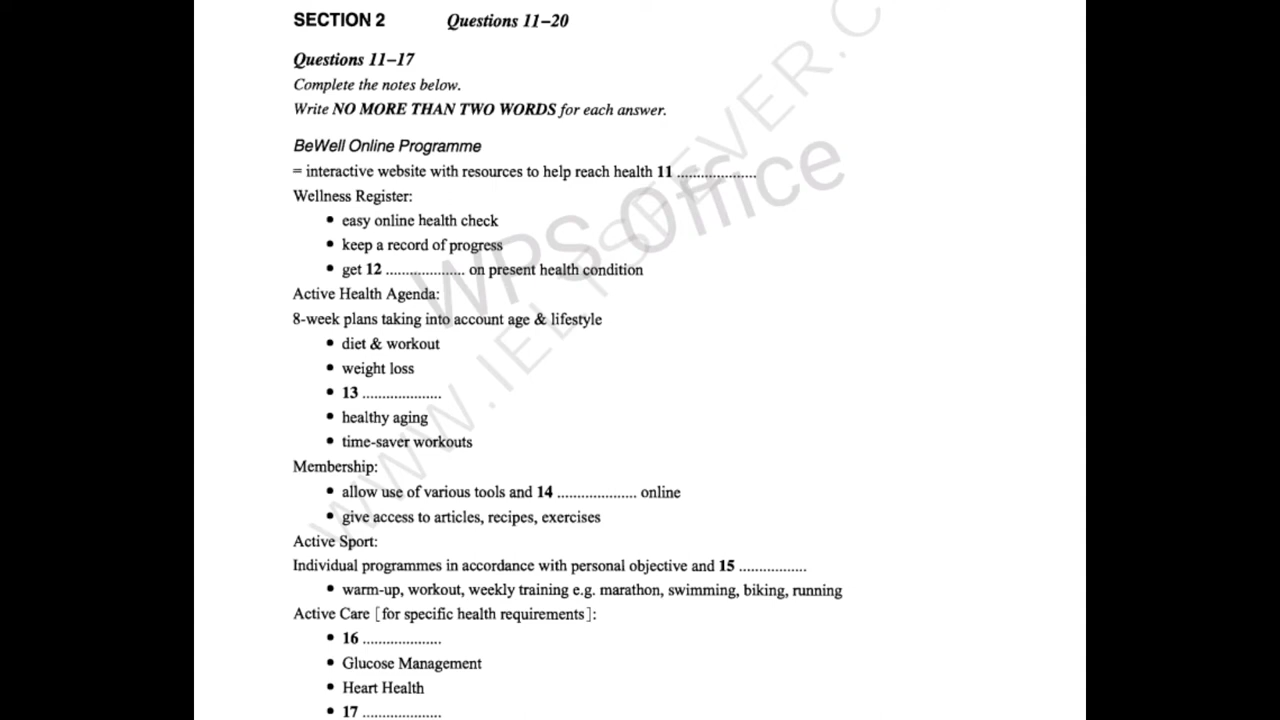 SECTION 2 Questions 11–20
Questions 11–17
Complete the notes below.
Write NO MORE THAN TWO WORDS for each answer.
BeWell Online Programme
= interactive website with resources to help reach health 11 ....................
Wellness Register:
• easy online health check
• keep a record of progress
• get 12 .................... on present health condition
Active Health Agenda:
8-week plans taking into account age & lifestyle
• diet & workout
• weight loss
• 13 ....................
• healthy aging
• time-saver workouts
Membership:
• allow use of various tools and 14 .................... online
• give access to articles, recipes, exercises
Active Sport:
Individual programmes in accordance with personal objective and 15 .................
• warm-up, workout, weekly training e.g. marathon, swimming, biking, running
Active Care [for specific health requirements]:
• 16 ....................
• Glucose Management
• Heart Health
• 17 ....................
WPS Office